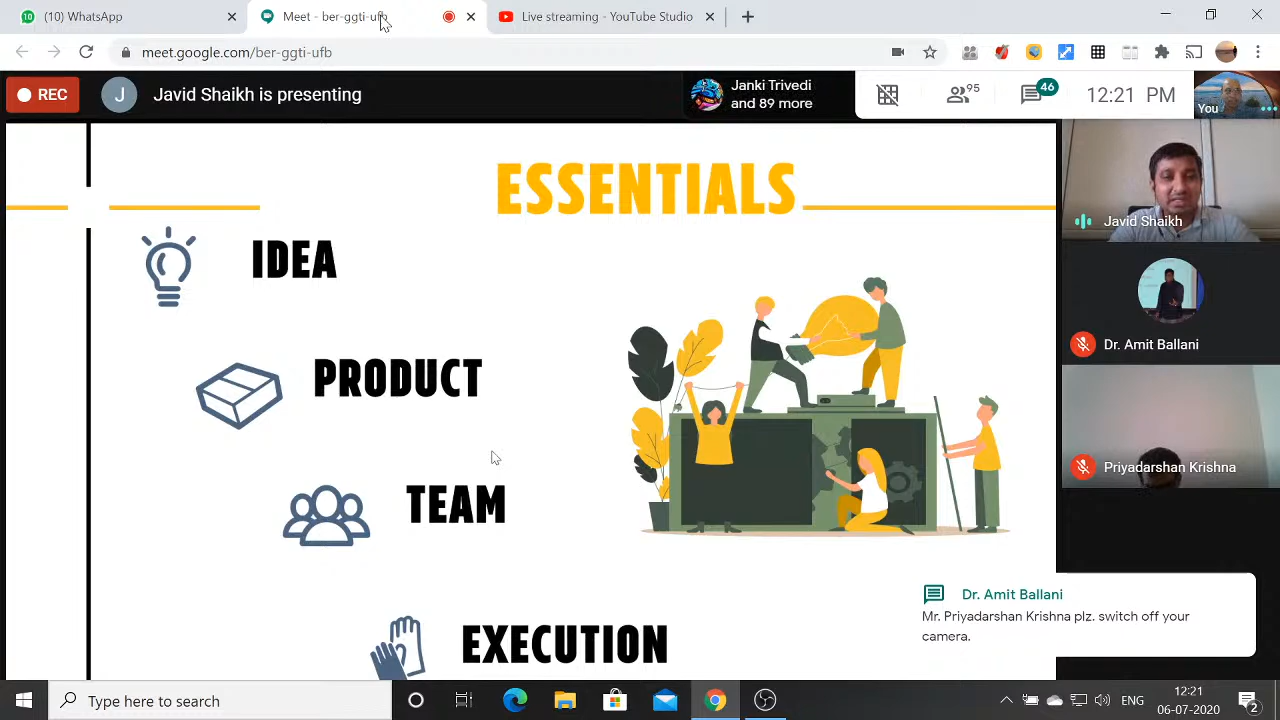 (10) WhatsApp
Meet - ber-ggti-ufb
Live streaming - YouTube Studio
meet.google.com/ber-ggti-ufb
REC
J
Javid Shaikh is presenting
Janki Trivedi
and 89 more
95
46
12:21 PM
You
ESSENTIALS
IDEA
PRODUCT
TEAM
EXECUTION
Javid Shaikh
Dr. Amit Ballani
Priyadarshan Krishna
Dr. Amit Ballani
Mr. Priyadarshan Krishna plz. switch off your
camera.
Type here to search
ENG
12:21
06-07-2020
2